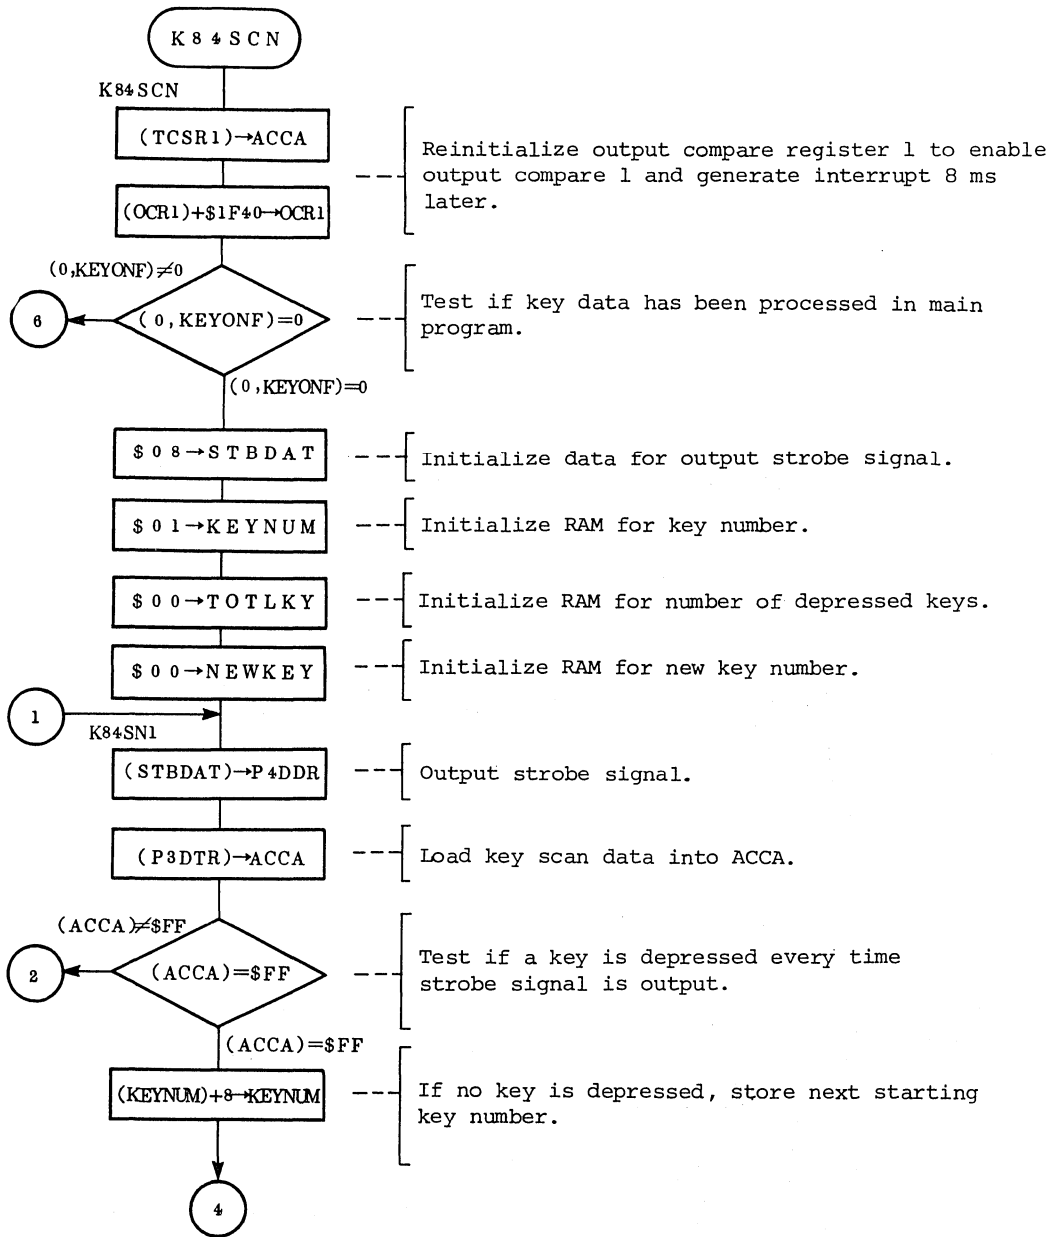 K84SCN
K84SCN
(TCSR1)→ACCA
(OCR1)+$1F40→OCR1
Reinitialize output compare register 1 to enable
output compare 1 and generate interrupt 8 ms
later.
(0,KEYONF)≠0
6
(0,KEYONF)=0
Test if key data has been processed in main
program.
(0,KEYONF)=0
$08→STBDAT
Initialize data for output strobe signal.
$01→KEYNUM
Initialize RAM for key number.
$00→TOTLKY
Initialize RAM for number of depressed keys.
$00→NEWKEY
Initialize RAM for new key number.
1
K84SN1
(STBDAT)→P4DDR
Output strobe signal.
(P3DTR)→ACCA
Load key scan data into ACCA.
(ACCA)≠$FF
2
(ACCA)=$FF
Test if a key is depressed every time
strobe signal is output.
(ACCA)=$FF
(KEYNUM)+8→KEYNUM
If no key is depressed, store next starting
key number.
4